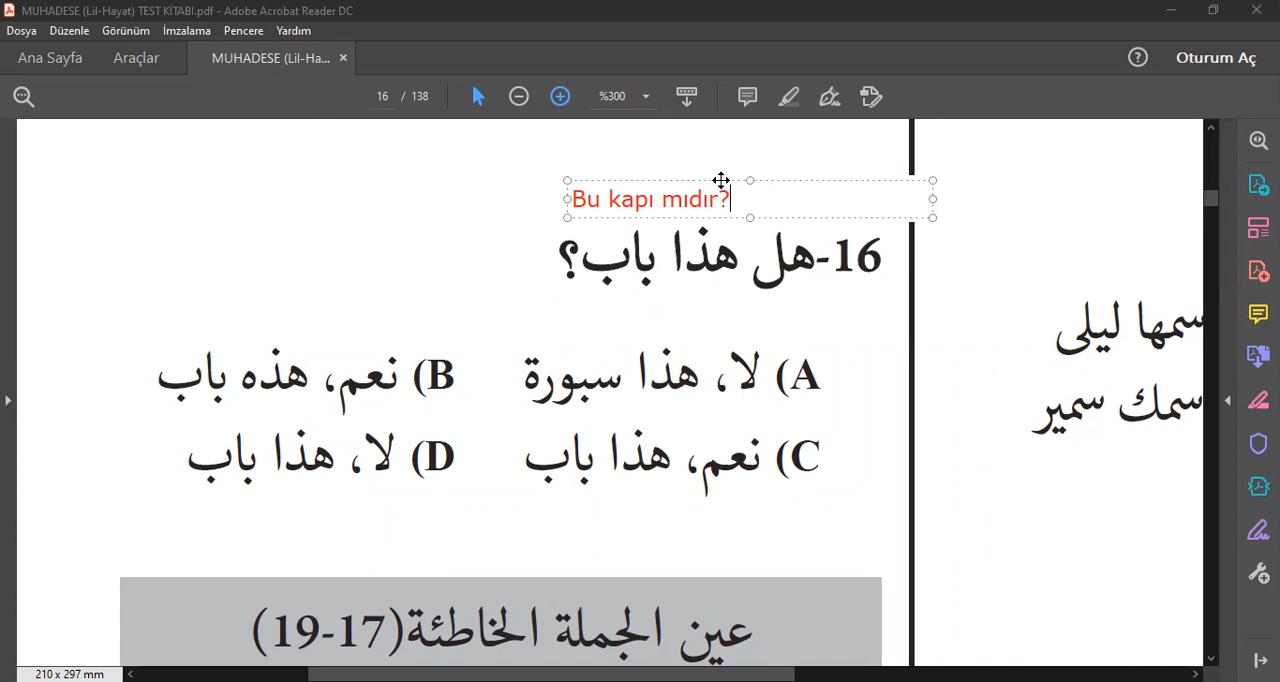 MUHADESE (Lil-Hayat) TEST KİTABI.pdf - Adobe Acrobat Reader DC
Dosya Düzenle Görünüm İmzalama Pencere Yardım
Ana Sayfa Araçlar MUHADESE (Lil-Ha... × Oturum Aç
16 / 138 %300
Bu kapı mıdır?
16-هل هذا باب؟
A) لا، هذا سبورة B) نعم، هذه باب
C) نعم، هذا باب D) لا، هذا باب
سمها ليلى
سمك سمير
عين الجملة الخاطئة(17-19)
210 x 297 mm